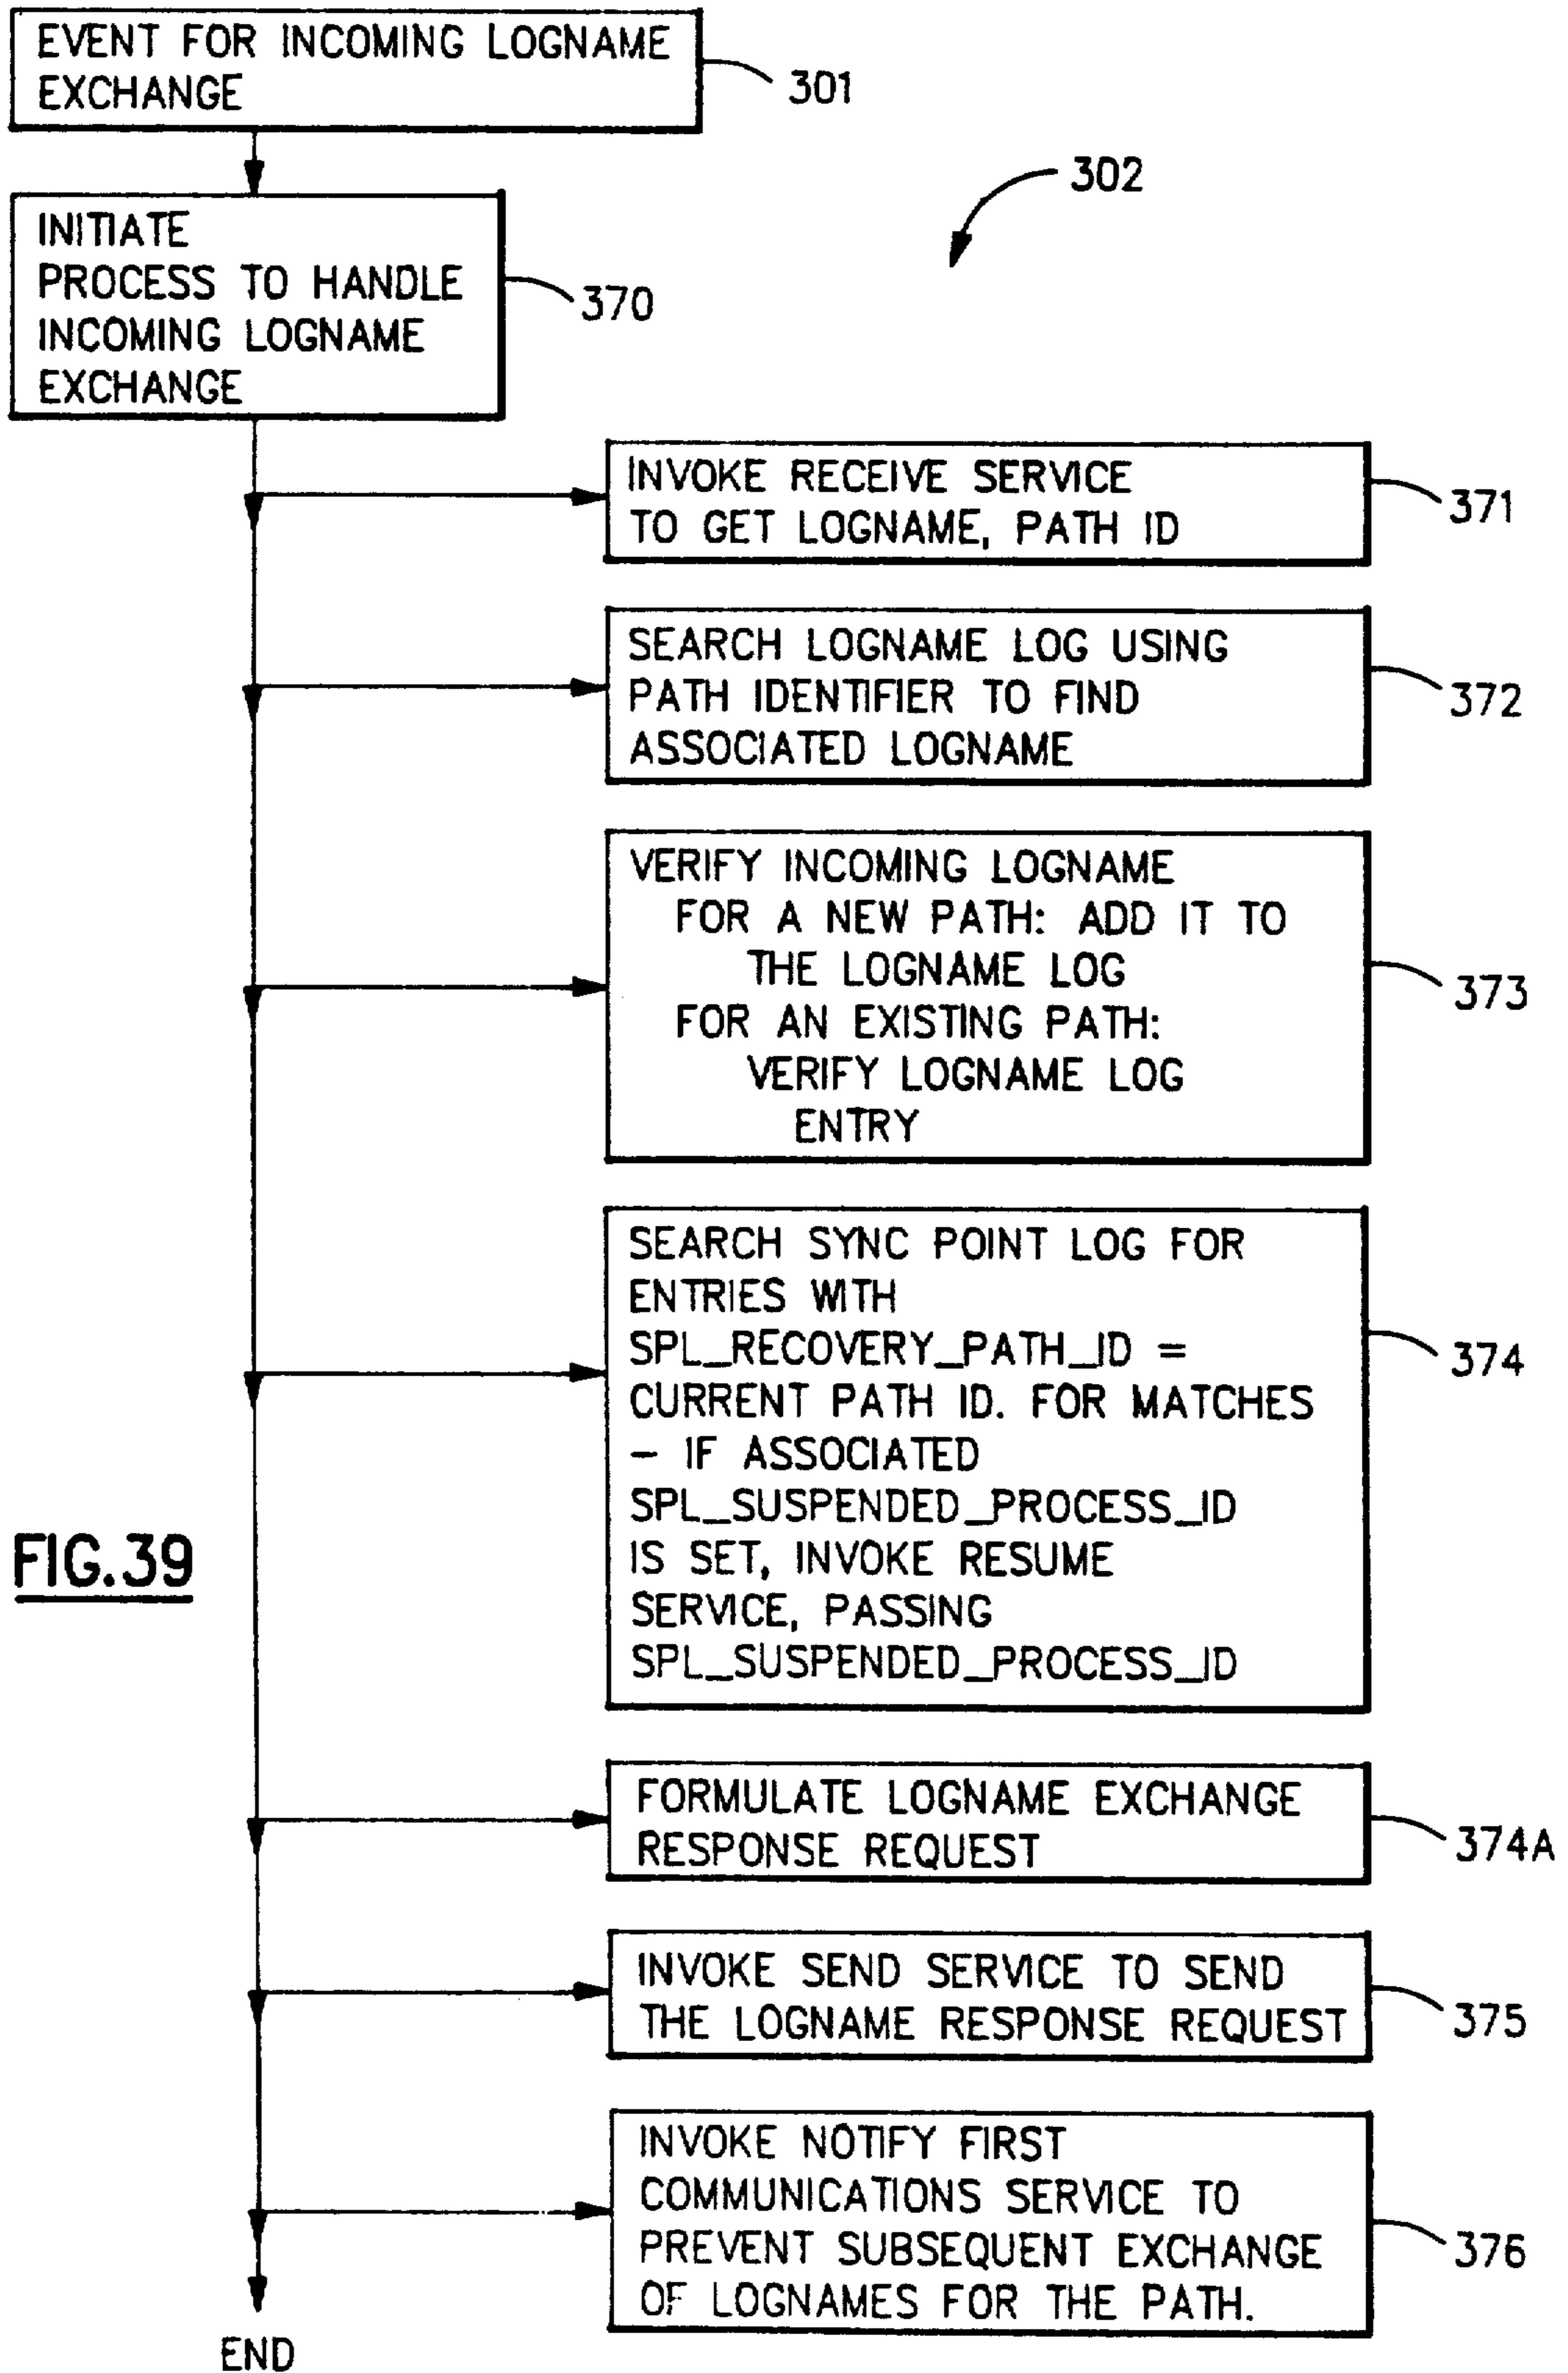 EVENT FOR INCOMING LOGNAME
EXCHANGE
301
302
INITIATE
PROCESS TO HANDLE
INCOMING LOGNAME
EXCHANGE
370
INVOKE RECEIVE SERVICE
TO GET LOGNAME, PATH ID
371
SEARCH LOGNAME LOG USING
PATH IDENTIFIER TO FIND
ASSOCIATED LOGNAME
372
VERIFY INCOMING LOGNAME
FOR A NEW PATH: ADD IT TO
THE LOGNAME LOG
FOR AN EXISTING PATH:
VERIFY LOGNAME LOG
ENTRY
373
SEARCH SYNC POINT LOG FOR
ENTRIES WITH
SPL_RECOVERY_PATH_ID =
CURRENT PATH ID. FOR MATCHES
- IF ASSOCIATED
SPL_SUSPENDED_PROCESS_ID
IS SET, INVOKE RESUME
SERVICE, PASSING
SPL_SUSPENDED_PROCESS_ID
374
FIG.39
FORMULATE LOGNAME EXCHANGE
RESPONSE REQUEST
374A
INVOKE SEND SERVICE TO SEND
THE LOGNAME RESPONSE REQUEST
375
INVOKE NOTIFY FIRST
COMMUNICATIONS SERVICE TO
PREVENT SUBSEQUENT EXCHANGE
OF LOGNAMES FOR THE PATH.
376
END